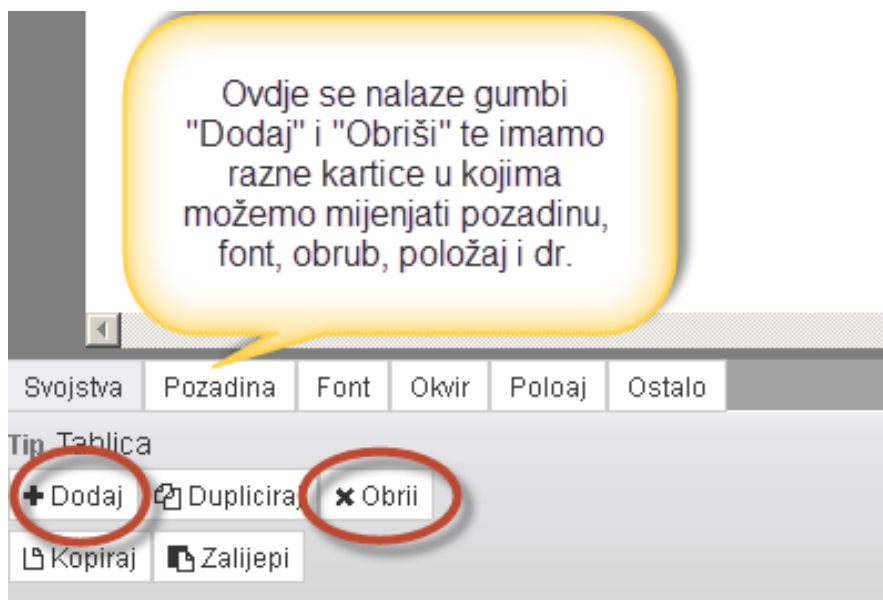 Ovdje se nalaze gumbi
"Dodaj" i "Obriši" te imamo
razne kartice u kojima
možemo mijenjati pozadinu,
font, obrub, položaj i dr.
Svojstva Pozadina Font Okvir Poloaj Ostalo
Tip Tablica
Dodaj Dupliciraj Obrii
Kopiraj Zalijepi